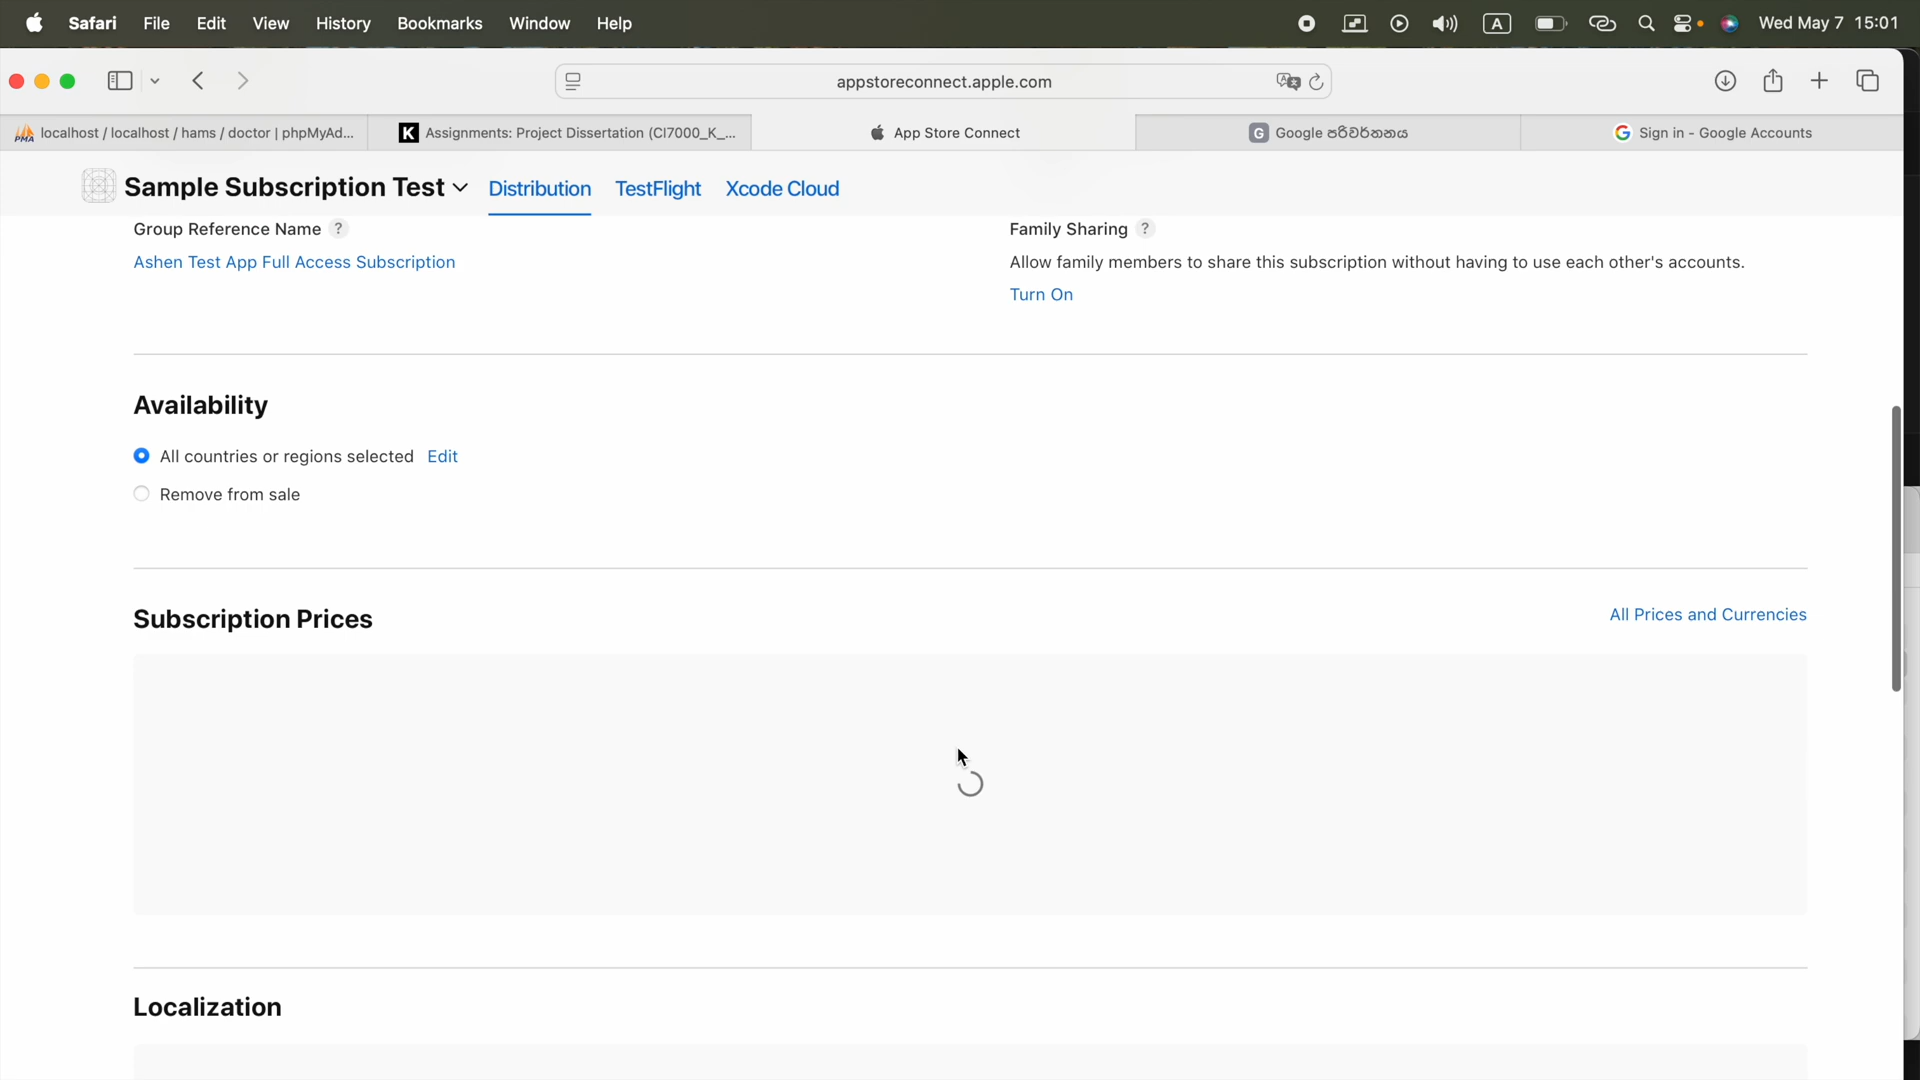 Safari File Edit View History Bookmarks Window Help A Wed May 7 15:01
appstoreconnect.apple.com
PMA localhost / localhost / hams / doctor | phpMyAd... K Assignments: Project Dissertation (CI7000_K_... App Store Connect G Google පරිවර්තනය G Sign in - Google Accounts
Sample Subscription Test Distribution TestFlight Xcode Cloud
Group Reference Name ?
Ashen Test App Full Access Subscription
Family Sharing ?
Allow family members to share this subscription without having to use each other's accounts.
Turn On
Availability
All countries or regions selected Edit
Remove from sale
Subscription Prices All Prices and Currencies
Localization